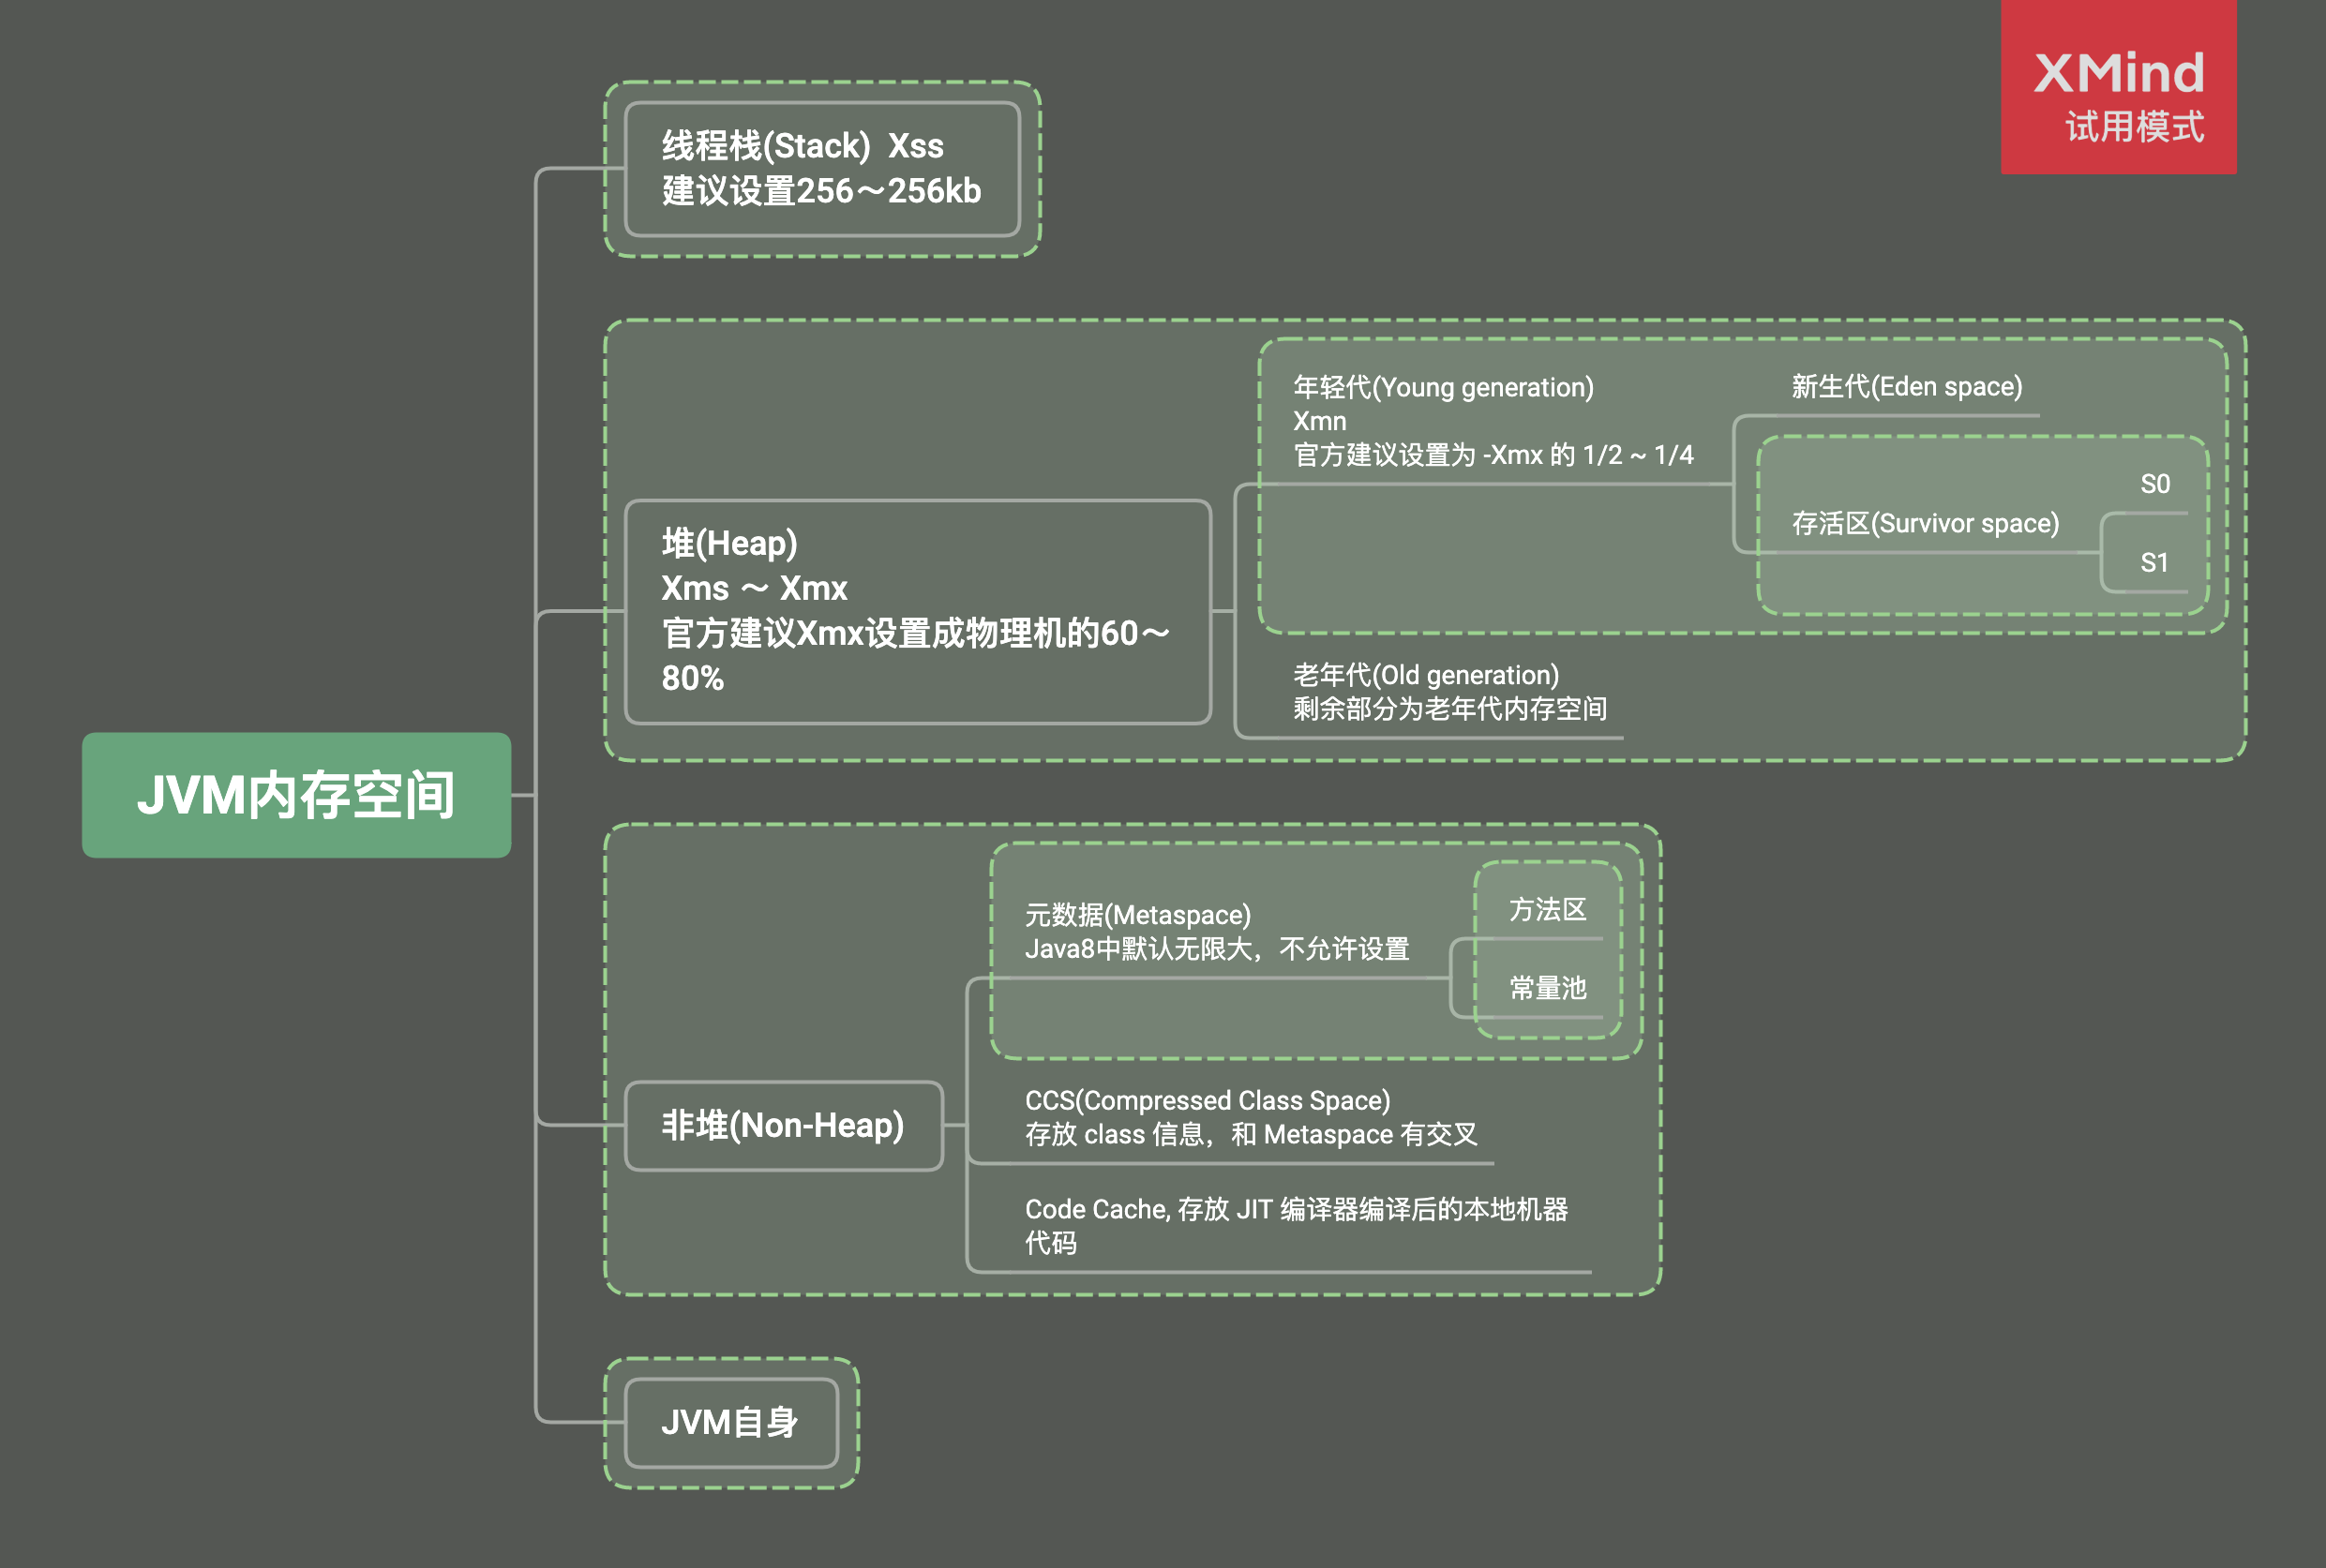 XMind
试用模式
线程栈(Stack) Xss
建议设置256～256kb
年轻代(Young generation)
Xmn
官方建议设置为 -Xmx 的 1/2 ~ 1/4
新生代(Eden space)
存活区(Survivor space)
S0
S1
堆(Heap)
Xms ～ Xmx
官方建议Xmx设置成物理机的60～
80%
老年代(Old generation)
剩余部分为老年代内存空间
JVM内存空间
元数据(Metaspace)
Java8中默认无限大，不允许设置
方法区
常量池
非堆(Non-Heap)
CCS(Compressed Class Space)
存放 class 信息，和 Metaspace 有交叉
Code Cache, 存放 JIT 编译器编译后的本地机器
代码
JVM自身